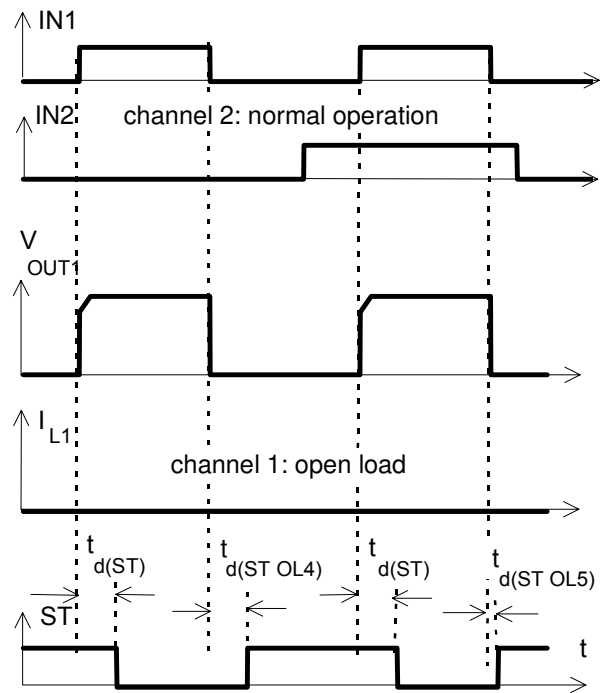 IN1
IN2 channel 2: normal operation
V
OUT1
I L1
channel 1: open load
t d(ST) t d(ST OL4) t d(ST) t d(ST OL5)
ST t